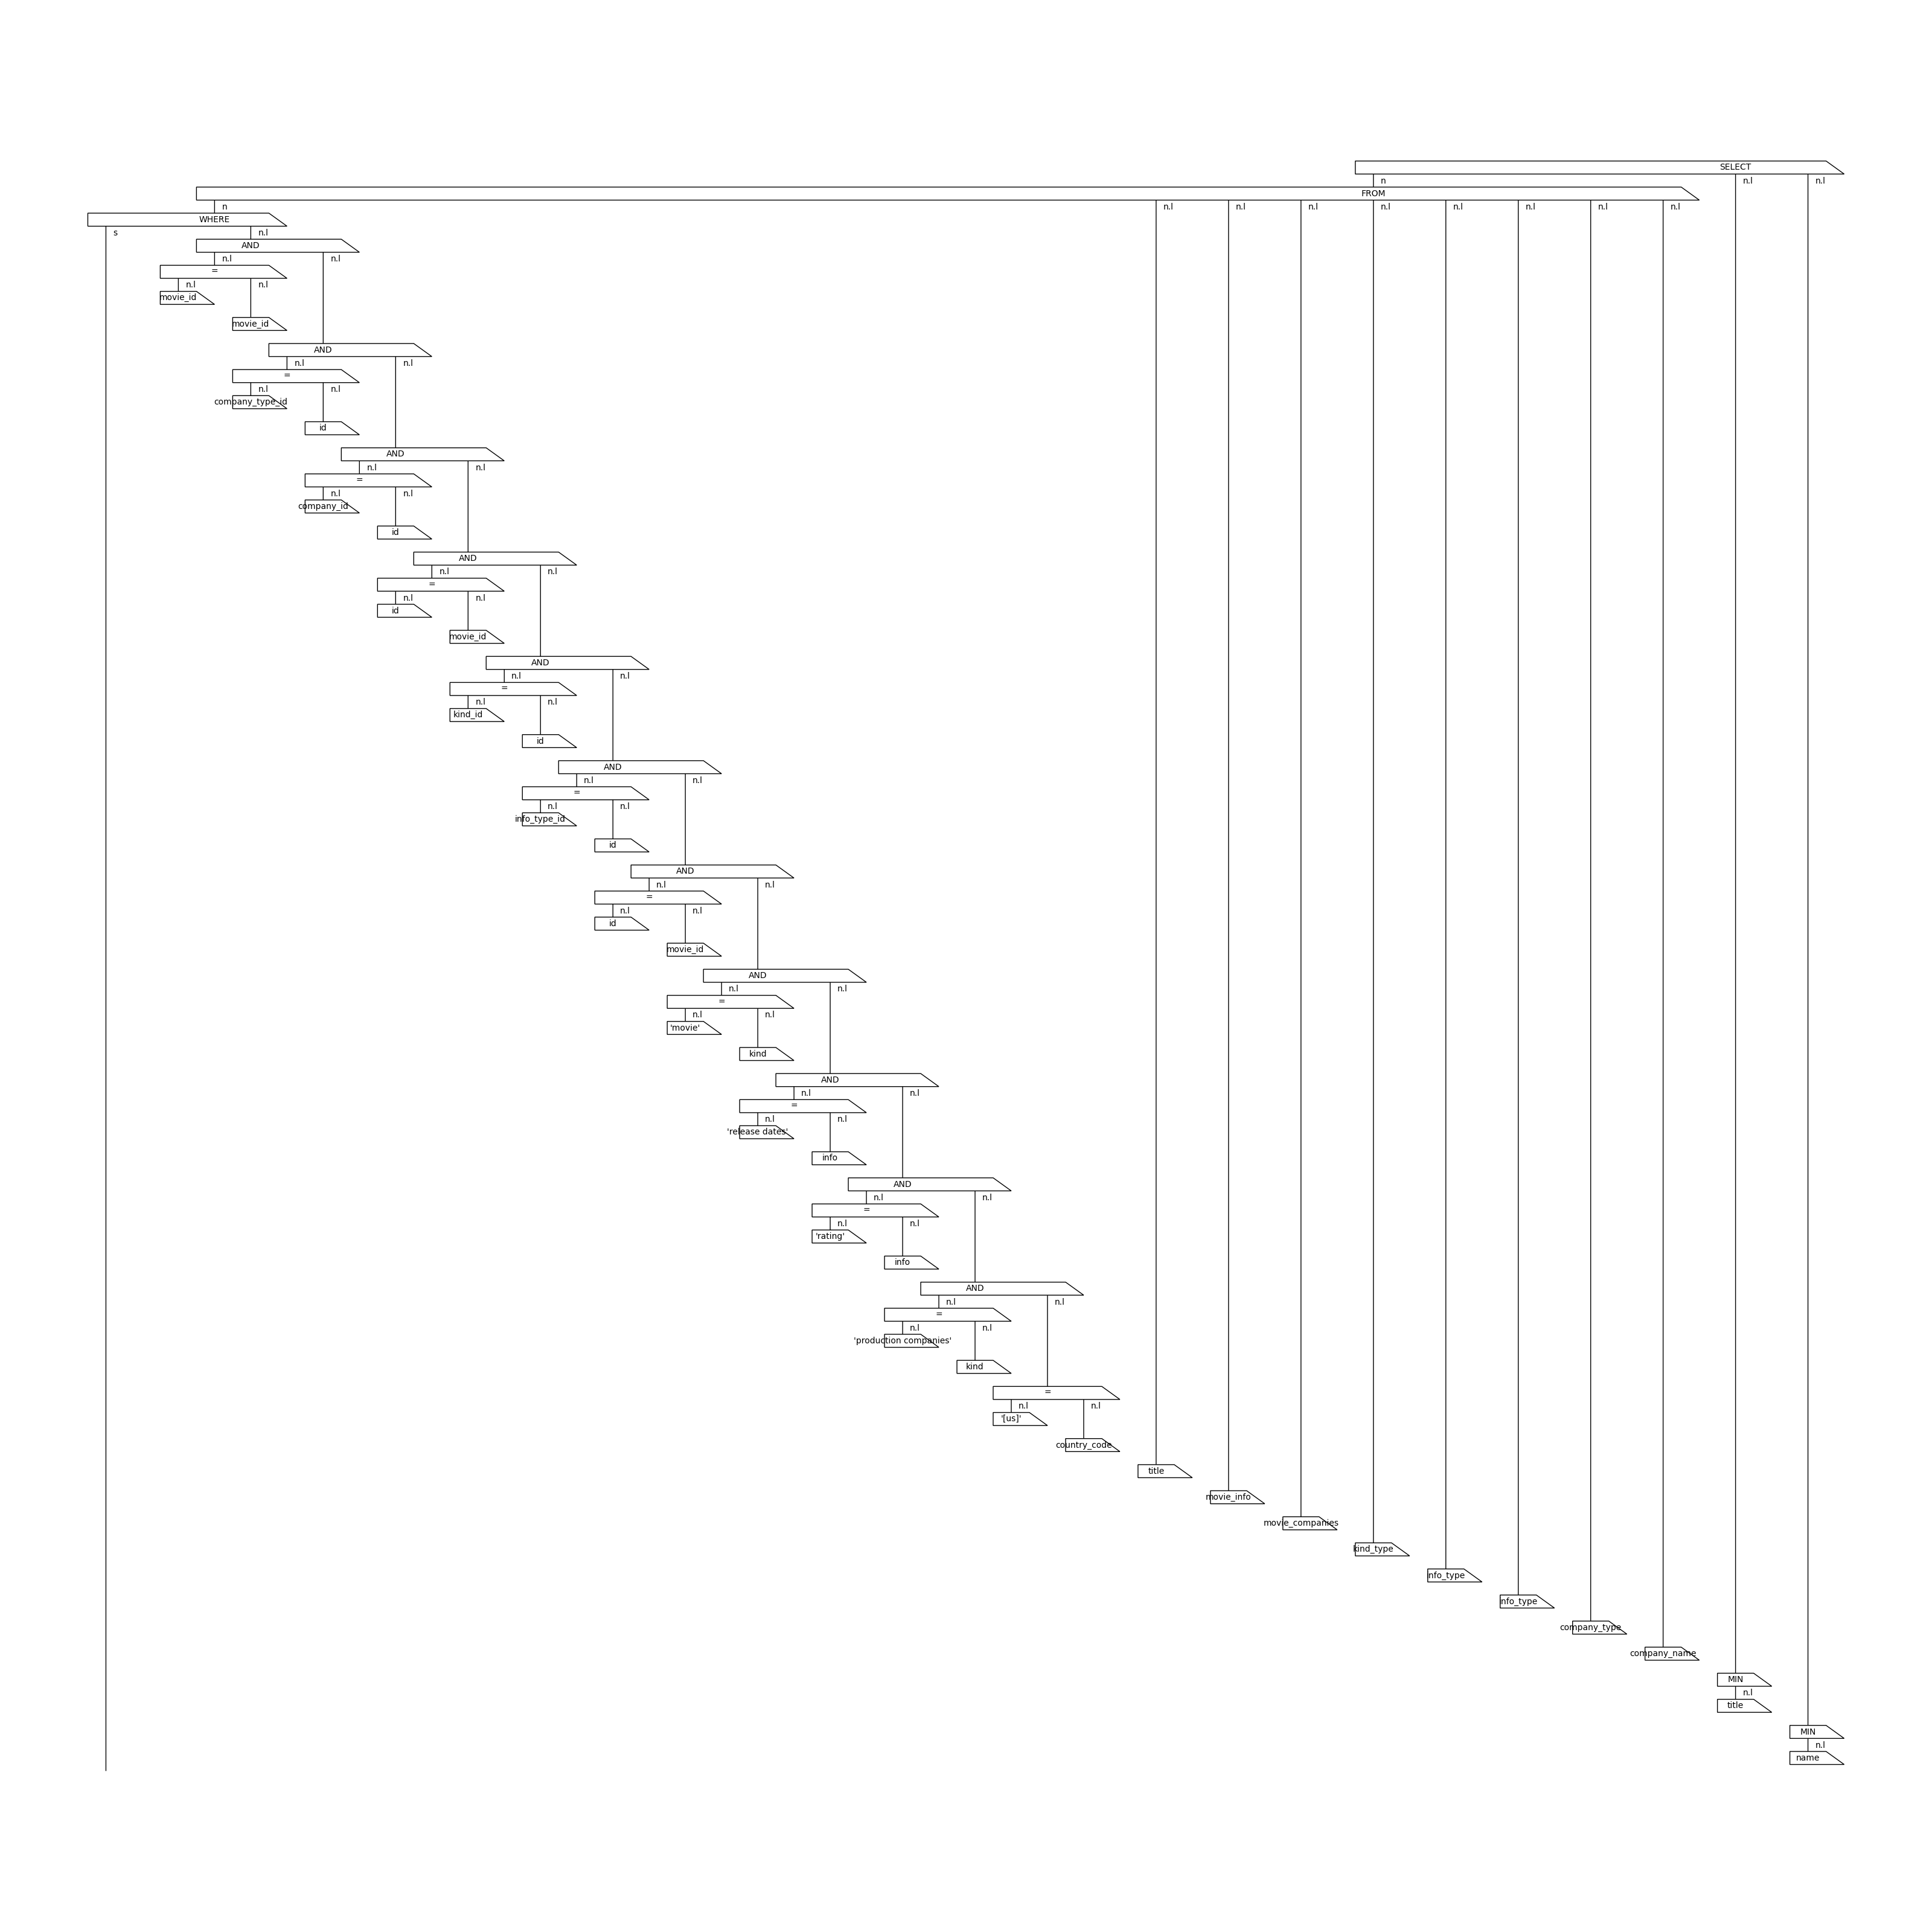 SELECT
n n.l n.l
FROM
n n.l n.l n.l n.l n.l n.l n.l n.l
WHERE
s n.l
AND
n.l n.l
=
n.l n.l
movie_id
movie_id
AND
n.l n.l
=
n.l n.l
company_type_id
id
AND
n.l n.l
=
n.l n.l
company_id
id
AND
n.l n.l
=
n.l n.l
id
movie_id
AND
n.l n.l
=
n.l n.l
kind_id
id
AND
n.l n.l
=
n.l n.l
info_type_id
id
AND
n.l n.l
=
n.l n.l
id
movie_id
AND
n.l n.l
=
n.l n.l
'movie'
kind
AND
n.l n.l
=
n.l n.l
'release dates'
info
AND
n.l n.l
=
n.l n.l
'rating'
info
AND
n.l n.l
=
n.l n.l
'production companies'
kind
=
n.l n.l
'[us]'
country_code
title
movie_info
movie_companies
kind_type
info_type
info_type
company_type
company_name
MIN
n.l
title
MIN
n.l
name